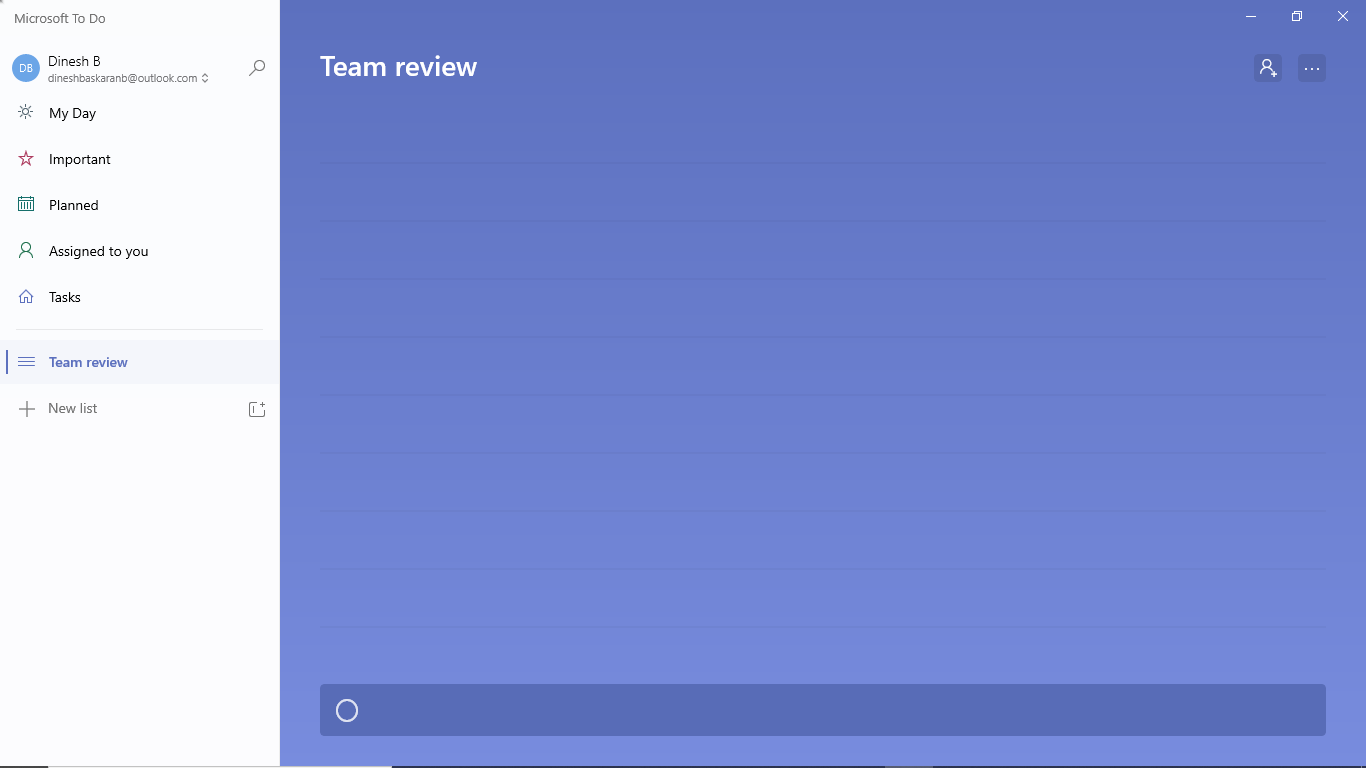 Microsoft To Do
DB
Dinesh B
dineshbaskaranb@outlook.com
My Day
Important
Planned
Assigned to you
Tasks
Team review
New list
Team review